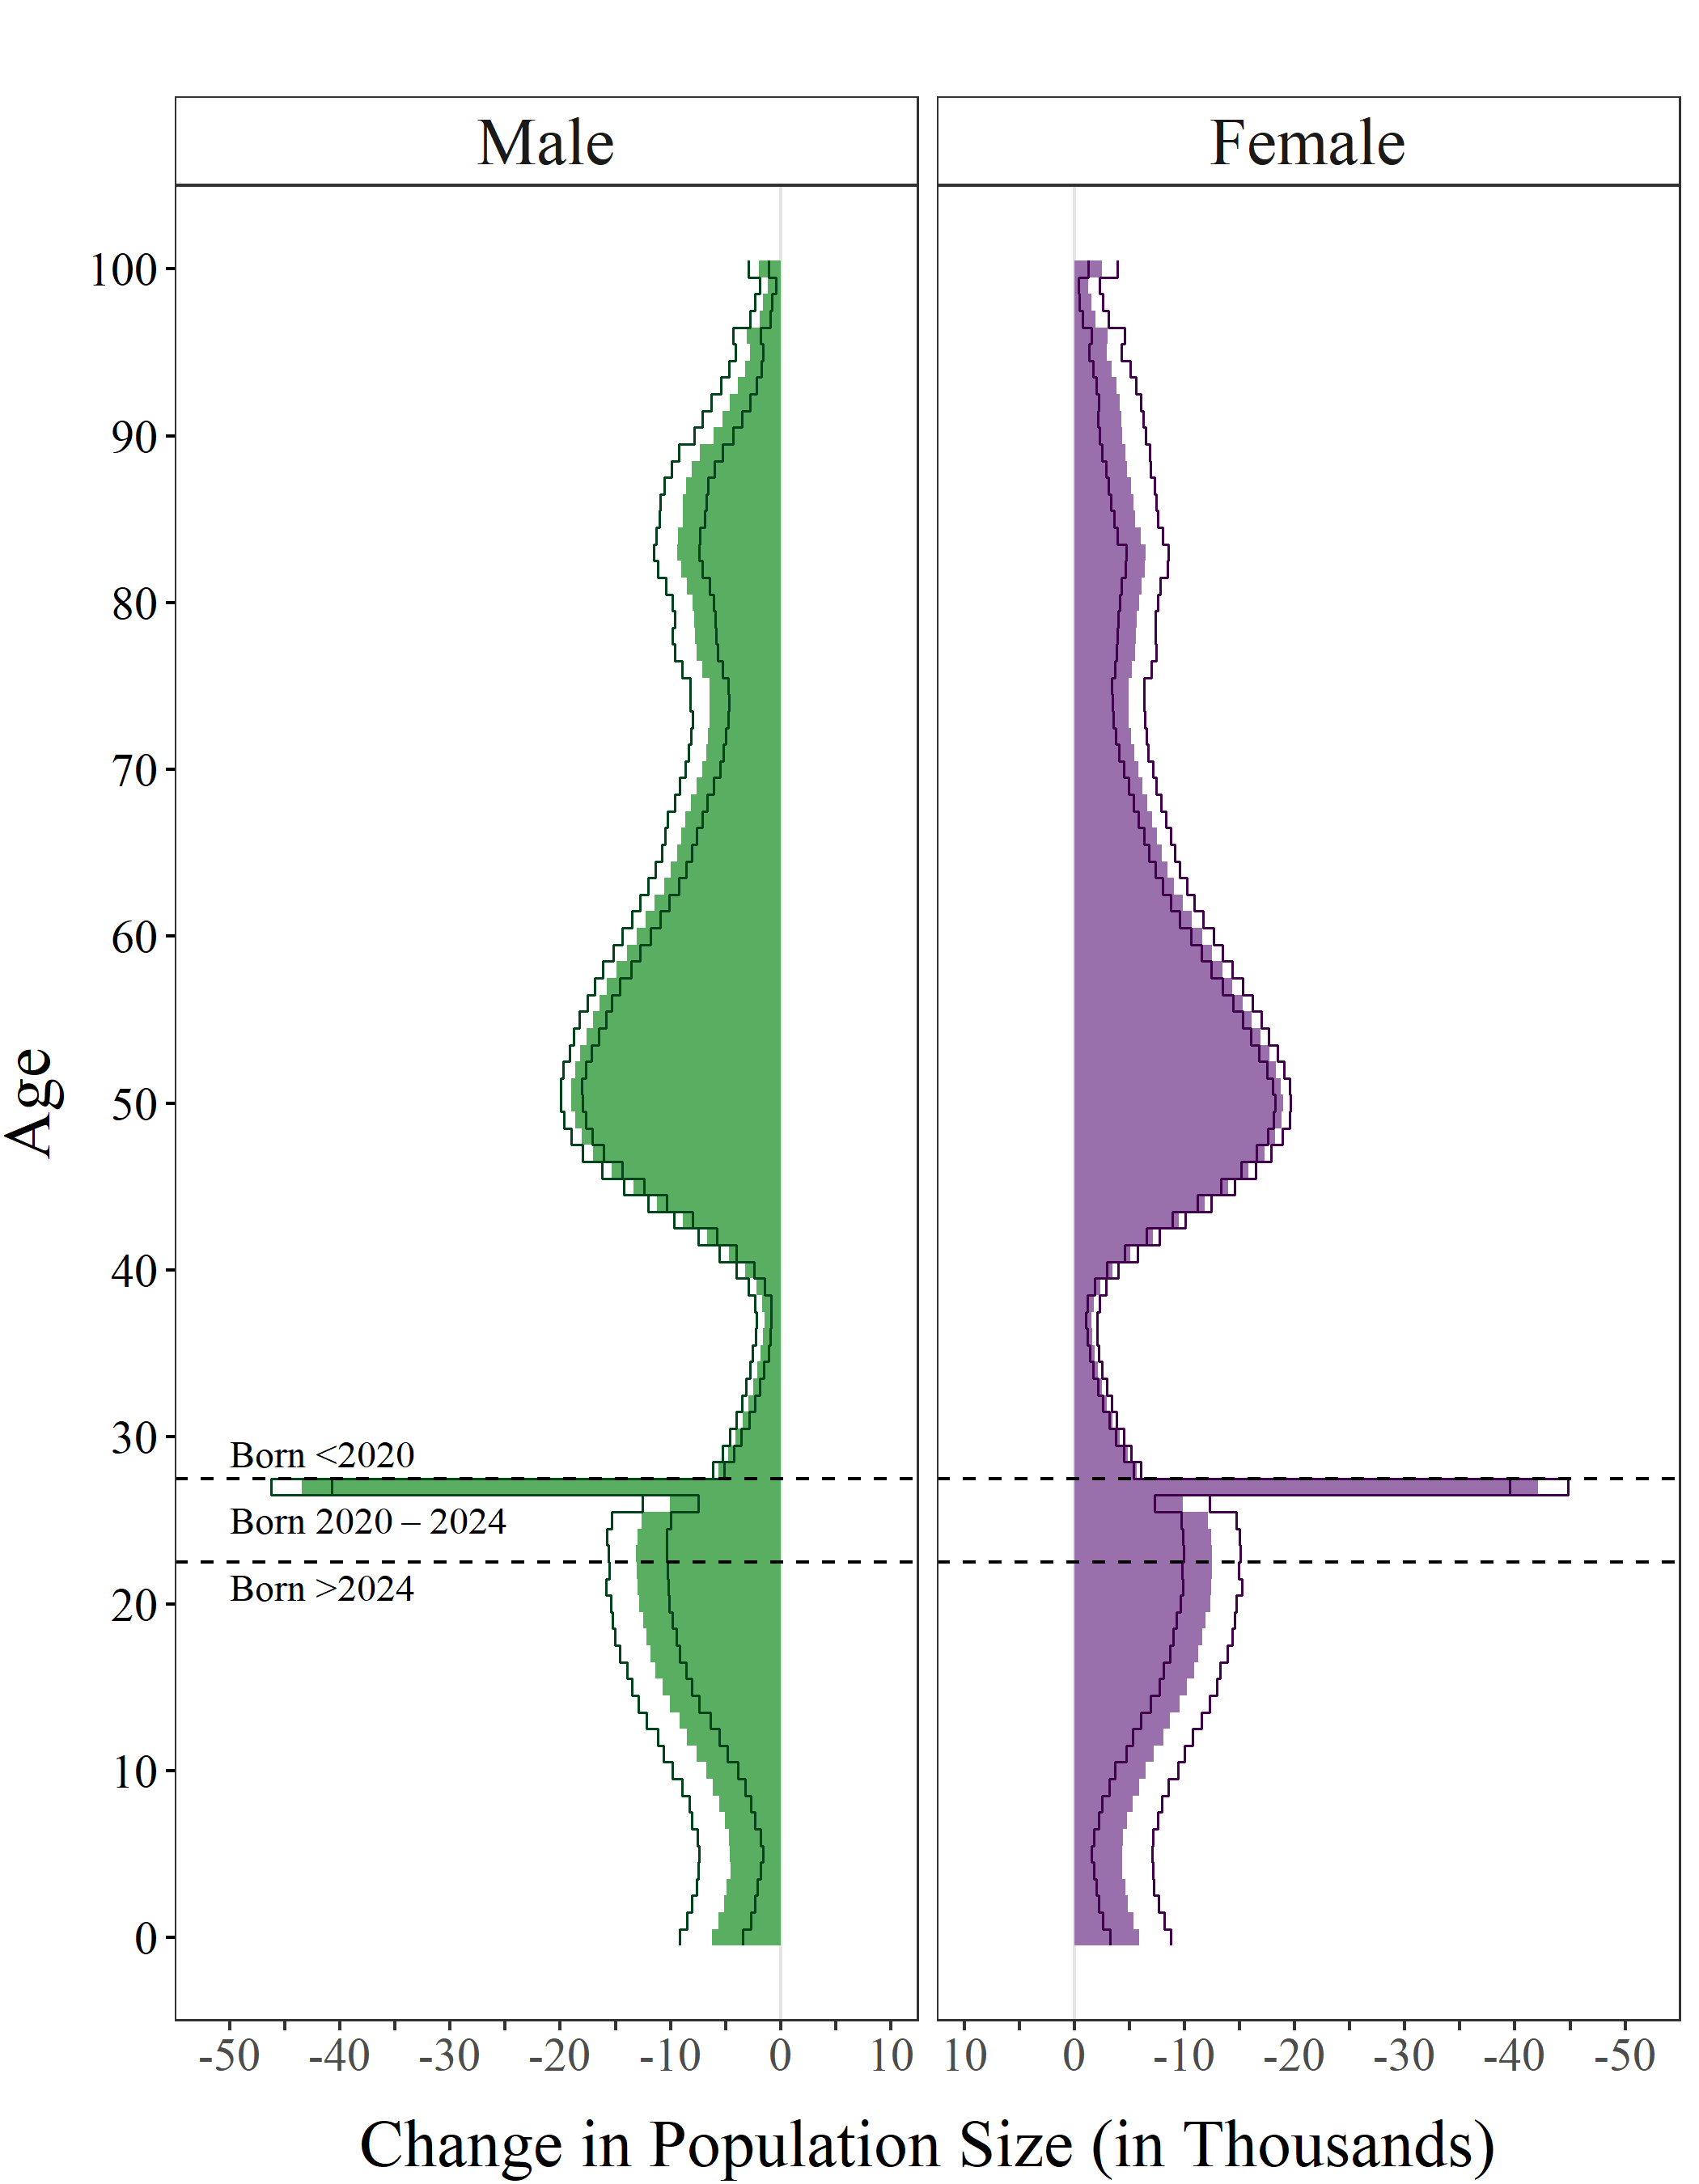 Male Female
100
90
80
70
60
50
40
30
20
10
0
Age
Born <2020
Born 2020 – 2024
Born >2024
-50 -40 -30 -20 -10 0 10 10 0 -10 -20 -30 -40 -50
Change in Population Size (in Thousands)